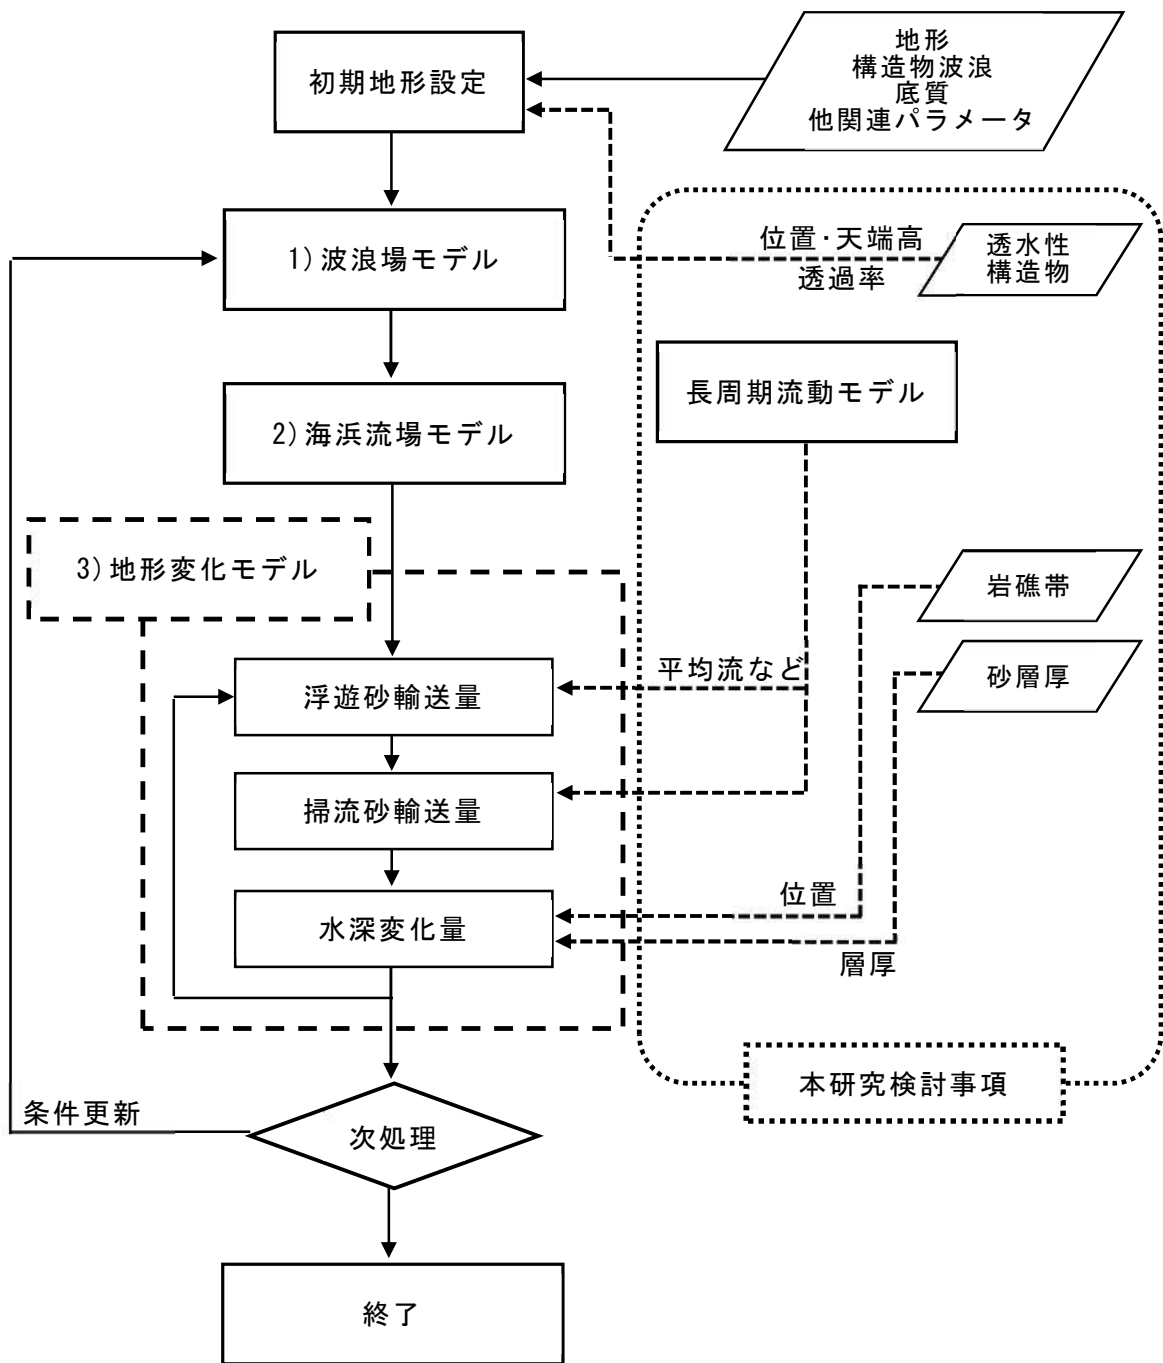 地形
構造物波浪
底質
他関連パラメータ
初期地形設定
1)波浪場モデル
位置・天端高
透過率
透水性
構造物
長周期流動モデル
2)海浜流場モデル
3)地形変化モデル
岩礁帯
砂層厚
平均流など
浮遊砂輸送量
掃流砂輸送量
位置
水深変化量
層厚
本研究検討事項
条件更新
次処理
終了